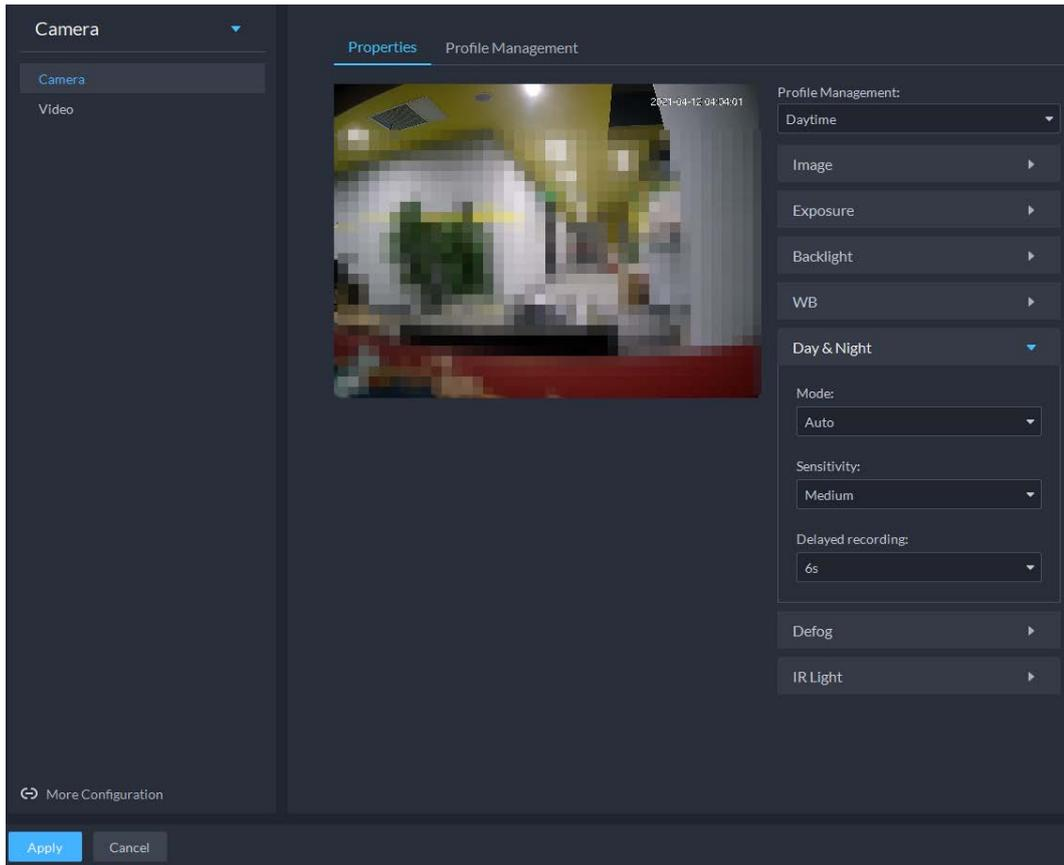 Camera
Camera
Video
More Configuration
Properties
Profile Management
2021-04-12 04:04:01
Profile Management:
Daytime
Image
Exposure
Backlight
WB
Day & Night
Mode:
Auto
Sensitivity:
Medium
Delayed recording:
6s
Defog
IR Light
Apply
Cancel